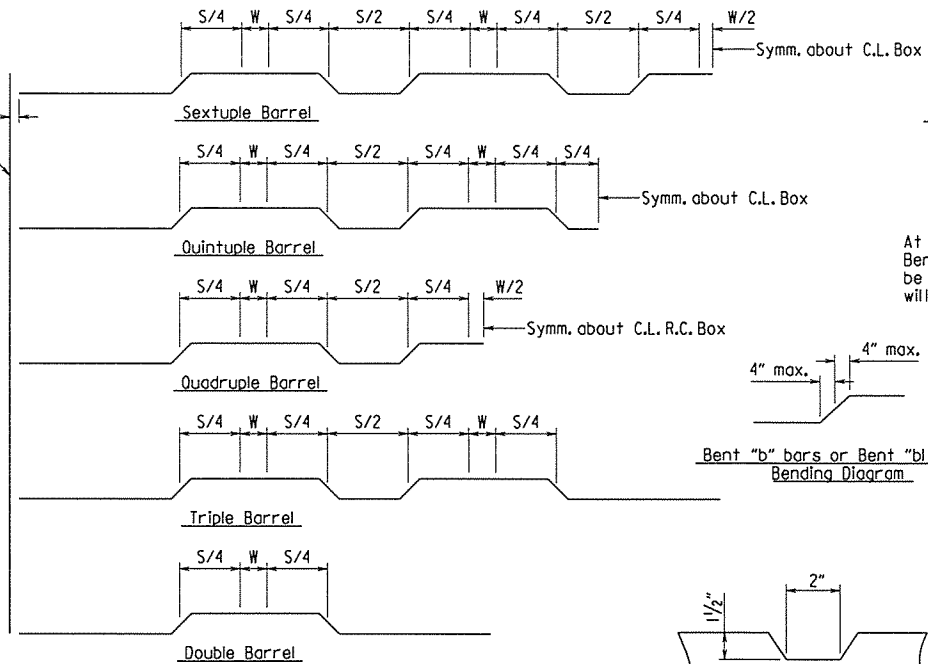 S/4 W S/4 S/2 S/4 W S/4 S/2 S/4 W/2
Symm. about C.L. Box
Sextuple Barrel
S/4 W S/4 S/2 S/4 W S/4 S/4
Symm. about C.L. Box
Quintuple Barrel
S/4 W S/4 S/2 S/4 W/2
Symm. about C.L. R.C. Box
Quadruple Barrel
S/4 W S/4 S/2 S/4 W S/4
Triple Barrel
S/4 W S/4
Double Barrel
At
Ben
be
will
4" max.
4" max.
Bent "b" bars or Bent "b1
Bending Diagram
2"
1½"